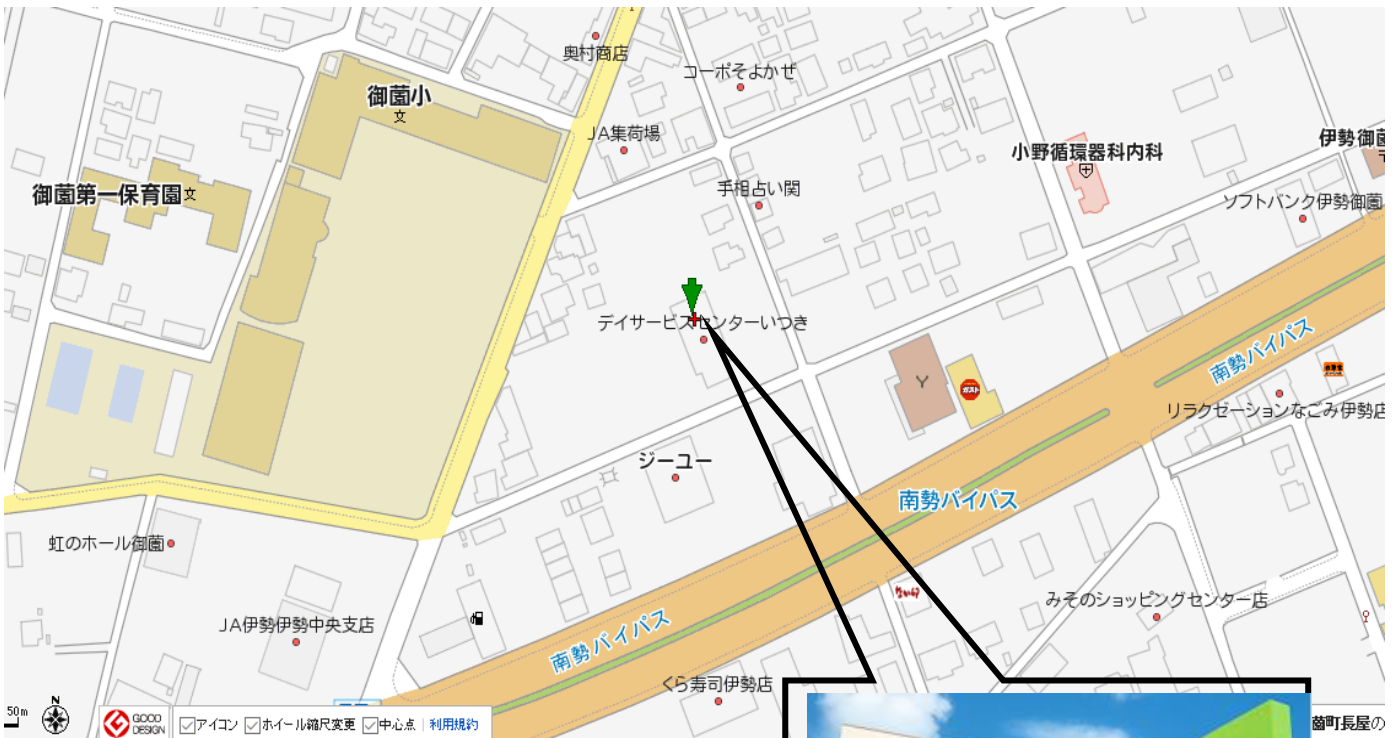 奥村商店
コーポそよかぜ
御薗小
文
JA集荷場
小野循環器科内科
伊勢御薗
〒
手相占い関
御薗第一保育園
文
ソフトバンク伊勢御薗
デイサービスセンターいつき
南勢バイパス
Y
ガスト
リラクゼーションなごみ伊勢店
ジーユー
南勢バイパス
虹のホール御薗
みそのショッピングセンター店
JA伊勢伊勢中央支店
南勢バイパス
くら寿司伊勢店
50m
N
GOOD DESIGN
アイコン
ホイール縮尺変更
中心点
利用規約
薗町長屋の